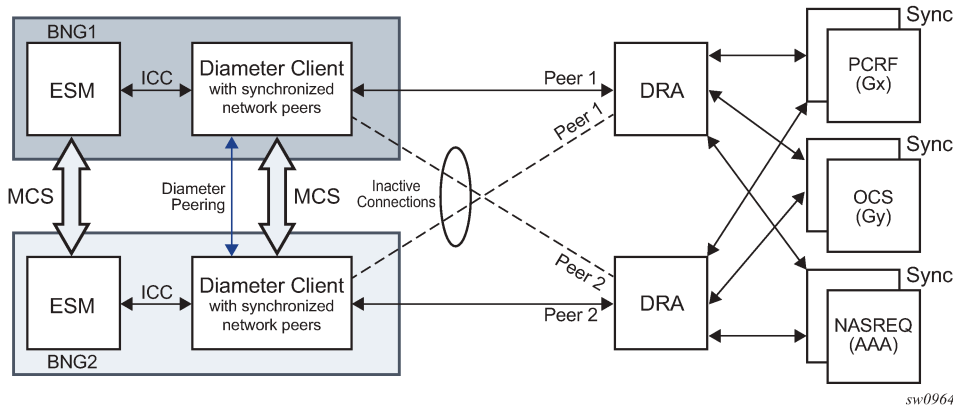 BNG1
ESM
ICC
Diameter Client
with synchronized
network peers
Peer 1
Peer 1
DRA
Sync
PCRF
(Gx)
MCS
Diameter
Peering
MCS
Inactive
Connections
Sync
OCS
(Gy)
ESM
ICC
Diameter Client
with synchronized
network peers
Peer 2
Peer 2
DRA
Sync
NASREQ
(AAA)
BNG2
sw0964